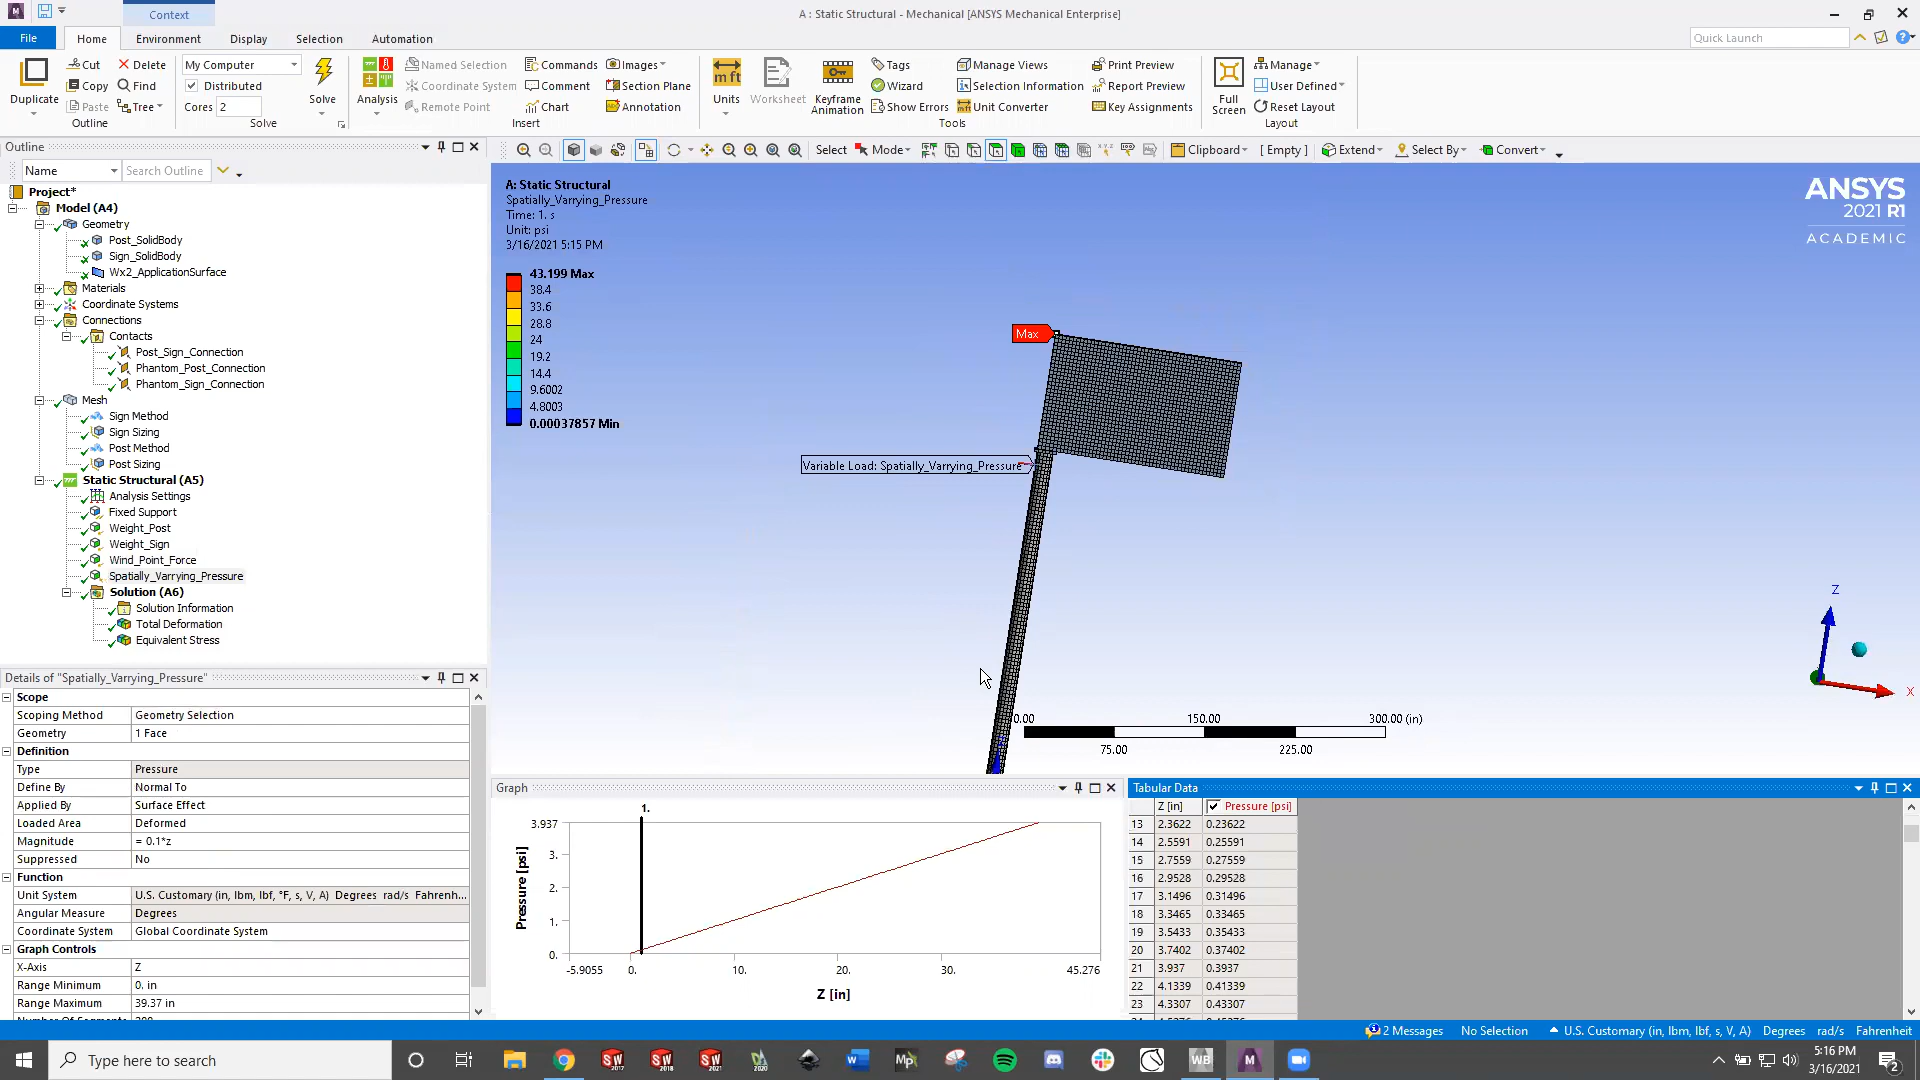 Context
A : Static Structural - Mechanical [ANSYS Mechanical Enterprise]
File
Home
Environment
Display
Selection
Automation
Quick Launch
Duplicate
Cut
Copy
Paste
Delete
Find
Tree
Outline
My Computer
Distributed
Cores 2
Solve
Solve
Analysis
Named Selection
Coordinate System
Remote Point
Commands
Comment
Chart
Images
Section Plane
Annotation
Insert
Units
Worksheet
Keyframe
Animation
Tags
Wizard
Show Errors
Manage Views
Selection Information
Unit Converter
Print Preview
Report Preview
Key Assignments
Tools
Full
Screen
Manage
User Defined
Reset Layout
Layout
Outline
Name
Search Outline
Select
Mode
Clipboard
[ Empty ]
Extend
Select By
Convert
Project*
Model (A4)
Geometry
Post_SolidBody
Sign_SolidBody
Wx2_ApplicationSurface
Materials
Coordinate Systems
Connections
Contacts
Post_Sign_Connection
Phantom_Post_Connection
Phantom_Sign_Connection
Mesh
Sign Method
Sign Sizing
Post Method
Post Sizing
Static Structural (A5)
Analysis Settings
Fixed Support
Weight_Post
Weight_Sign
Wind_Point_Force
Spatially_Varrying_Pressure
Solution (A6)
Solution Information
Total Deformation
Equivalent Stress
A: Static Structural
Spatially_Varrying_Pressure
Time: 1. s
Unit: psi
3/16/2021 5:15 PM
43.199 Max
38.4
33.6
28.8
24
19.2
14.4
9.6002
4.8003
0.00037857 Min
Max
Variable Load: Spatially_Varrying_Pressure
ANSYS
2021 R1
ACADEMIC
Z
X
0.00
150.00
300.00 (in)
75.00
225.00
Details of "Spatially_Varrying_Pressure"
Scope
Scoping Method Geometry Selection
Geometry 1 Face
Definition
Type Pressure
Define By Normal To
Applied By Surface Effect
Loaded Area Deformed
Magnitude = 0.1*z
Suppressed No
Function
Unit System U.S. Customary (in, lbm, lbf, °F, s, V, A) Degrees rad/s Fahrenh...
Angular Measure Degrees
Coordinate System Global Coordinate System
Graph Controls
X-Axis Z
Range Minimum 0. in
Range Maximum 39.37 in
Graph
1.
3.937
3.
2.
1.
0.
Pressure [psi]
-5.9055
0.
10.
20.
30.
45.276
Z [in]
Tabular Data
Z [in] Pressure [psi]
13 2.3622 0.23622
14 2.5591 0.25591
15 2.7559 0.27559
16 2.9528 0.29528
17 3.1496 0.31496
18 3.3465 0.33465
19 3.5433 0.35433
20 3.7402 0.37402
21 3.937 0.3937
22 4.1339 0.41339
23 4.3307 0.43307
2 Messages
No Selection
U.S. Customary (in, lbm, lbf, s, V, A)
Degrees
rad/s
Fahrenheit
Type here to search
5:16 PM
3/16/2021